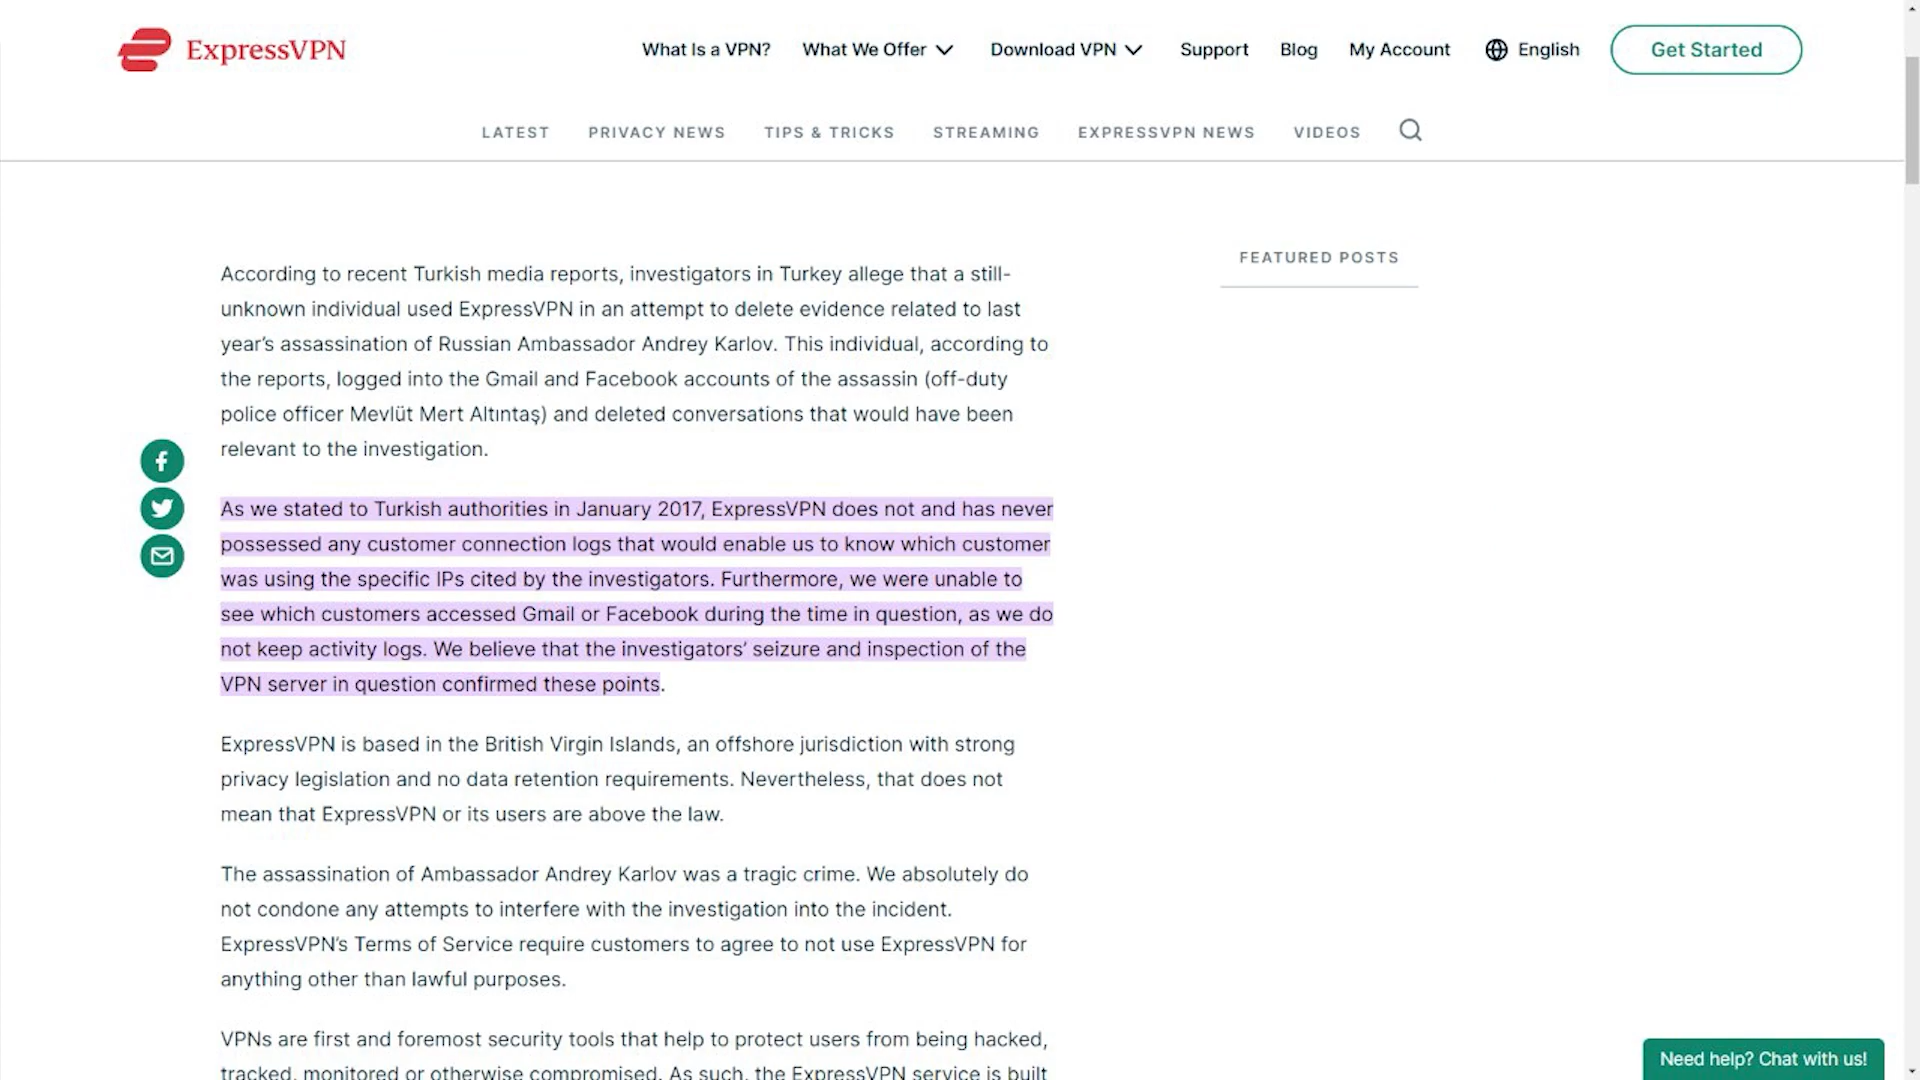 ExpressVPN
What Is a VPN? What We Offer Download VPN Support Blog My Account English Get Started
LATEST PRIVACY NEWS TIPS & TRICKS STREAMING EXPRESSVPN NEWS VIDEOS
According to recent Turkish media reports, investigators in Turkey allege that a still-
unknown individual used ExpressVPN in an attempt to delete evidence related to last
year's assassination of Russian Ambassador Andrey Karlov. This individual, according to
the reports, logged into the Gmail and Facebook accounts of the assassin (off-duty
police officer Mevlüt Mert Altıntaş) and deleted conversations that would have been
relevant to the investigation.
As we stated to Turkish authorities in January 2017, ExpressVPN does not and has never
possessed any customer connection logs that would enable us to know which customer
was using the specific IPs cited by the investigators. Furthermore, we were unable to
see which customers accessed Gmail or Facebook during the time in question, as we do
not keep activity logs. We believe that the investigators' seizure and inspection of the
VPN server in question confirmed these points.
ExpressVPN is based in the British Virgin Islands, an offshore jurisdiction with strong
privacy legislation and no data retention requirements. Nevertheless, that does not
mean that ExpressVPN or its users are above the law.
The assassination of Ambassador Andrey Karlov was a tragic crime. We absolutely do
not condone any attempts to interfere with the investigation into the incident.
ExpressVPN's Terms of Service require customers to agree to not use ExpressVPN for
anything other than lawful purposes.
VPNs are first and foremost security tools that help to protect users from being hacked,
tracked, monitored or otherwise compromised. As such, the ExpressVPN service is built
FEATURED POSTS
Need help? Chat with us!